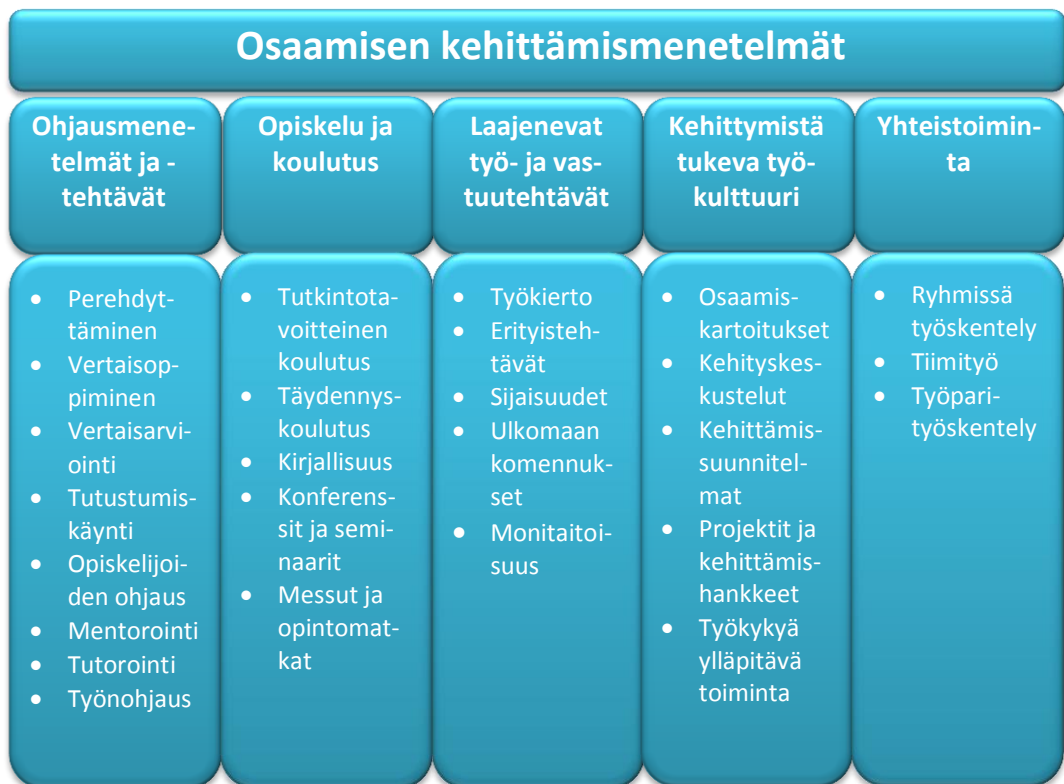 Osaamisen kehittämismenetelmät
Ohjausmene-
telmät ja -
tehtävät
Opiskelu ja
koulutus
Laajenevat
työ- ja vas-
tuutehtävät
Kehittymistä
tukeva työ-
kulttuuri
Yhteistoimin-
ta
• Perehdyt-
täminen
• Vertaisop-
piminen
• Vertaisarvi-
ointi
• Tutustumis-
käynti
• Opiskelijoi-
den ohjaus
• Mentorointi
• Tutorointi
• Työnohjaus
• Tutkintota-
voitteinen
koulutus
• Täydennys-
koulutus
• Kirjallisuus
• Konferens-
sit ja semi-
naarit
• Messut ja
opintomat-
kat
• Työkierto
• Erityisteh-
tävät
• Sijaisuudet
• Ulkomaan
komennuk-
set
• Monitaitoi-
suus
• Osaamis-
kartoitukset
• Kehityskes-
kustelut
• Kehittämis-
suunnitel-
mat
• Projektit ja
kehittämis-
hankkeet
• Työkykyä
ylläpitävä
toiminta
• Ryhmissä
työskentely
• Tiimityö
• Työpari-
työskentely